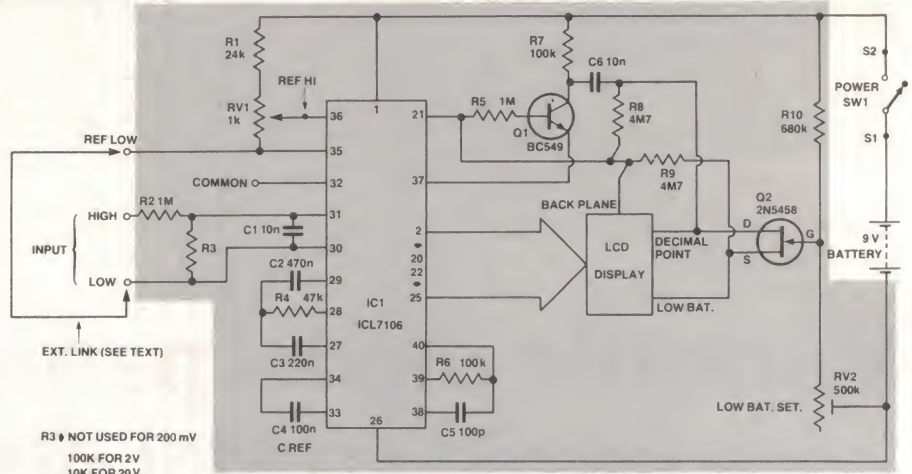 R1
24k
RV1
1k
REF HI
REF LOW
COMMON
HIGH
R2 1M
INPUT
R3
LOW
EXT. LINK (SEE TEXT)
C1 10n
C2 470n
R4 47k
C3 220n
C4 100n
C REF
36
35
32
31
30
29
28
27
34
33
1
26
IC1
ICL7106
21
37
2
20
22
25
40
39
38
R5 1M
Q1
BC549
R7
100k
C6 10n
R8
4M7
R9
4M7
BACK PLANE
LCD
DISPLAY
DECIMAL
POINT
LOW BAT.
R6 100k
C5 100p
Q2
2N5458
D
G
S
R10
680k
LOW BAT. SET.
RV2
500k
S2
POWER
SW1
S1
9 V
BATTERY
R3 NOT USED FOR 200 mV
100K FOR 2V
10K FOR 20V